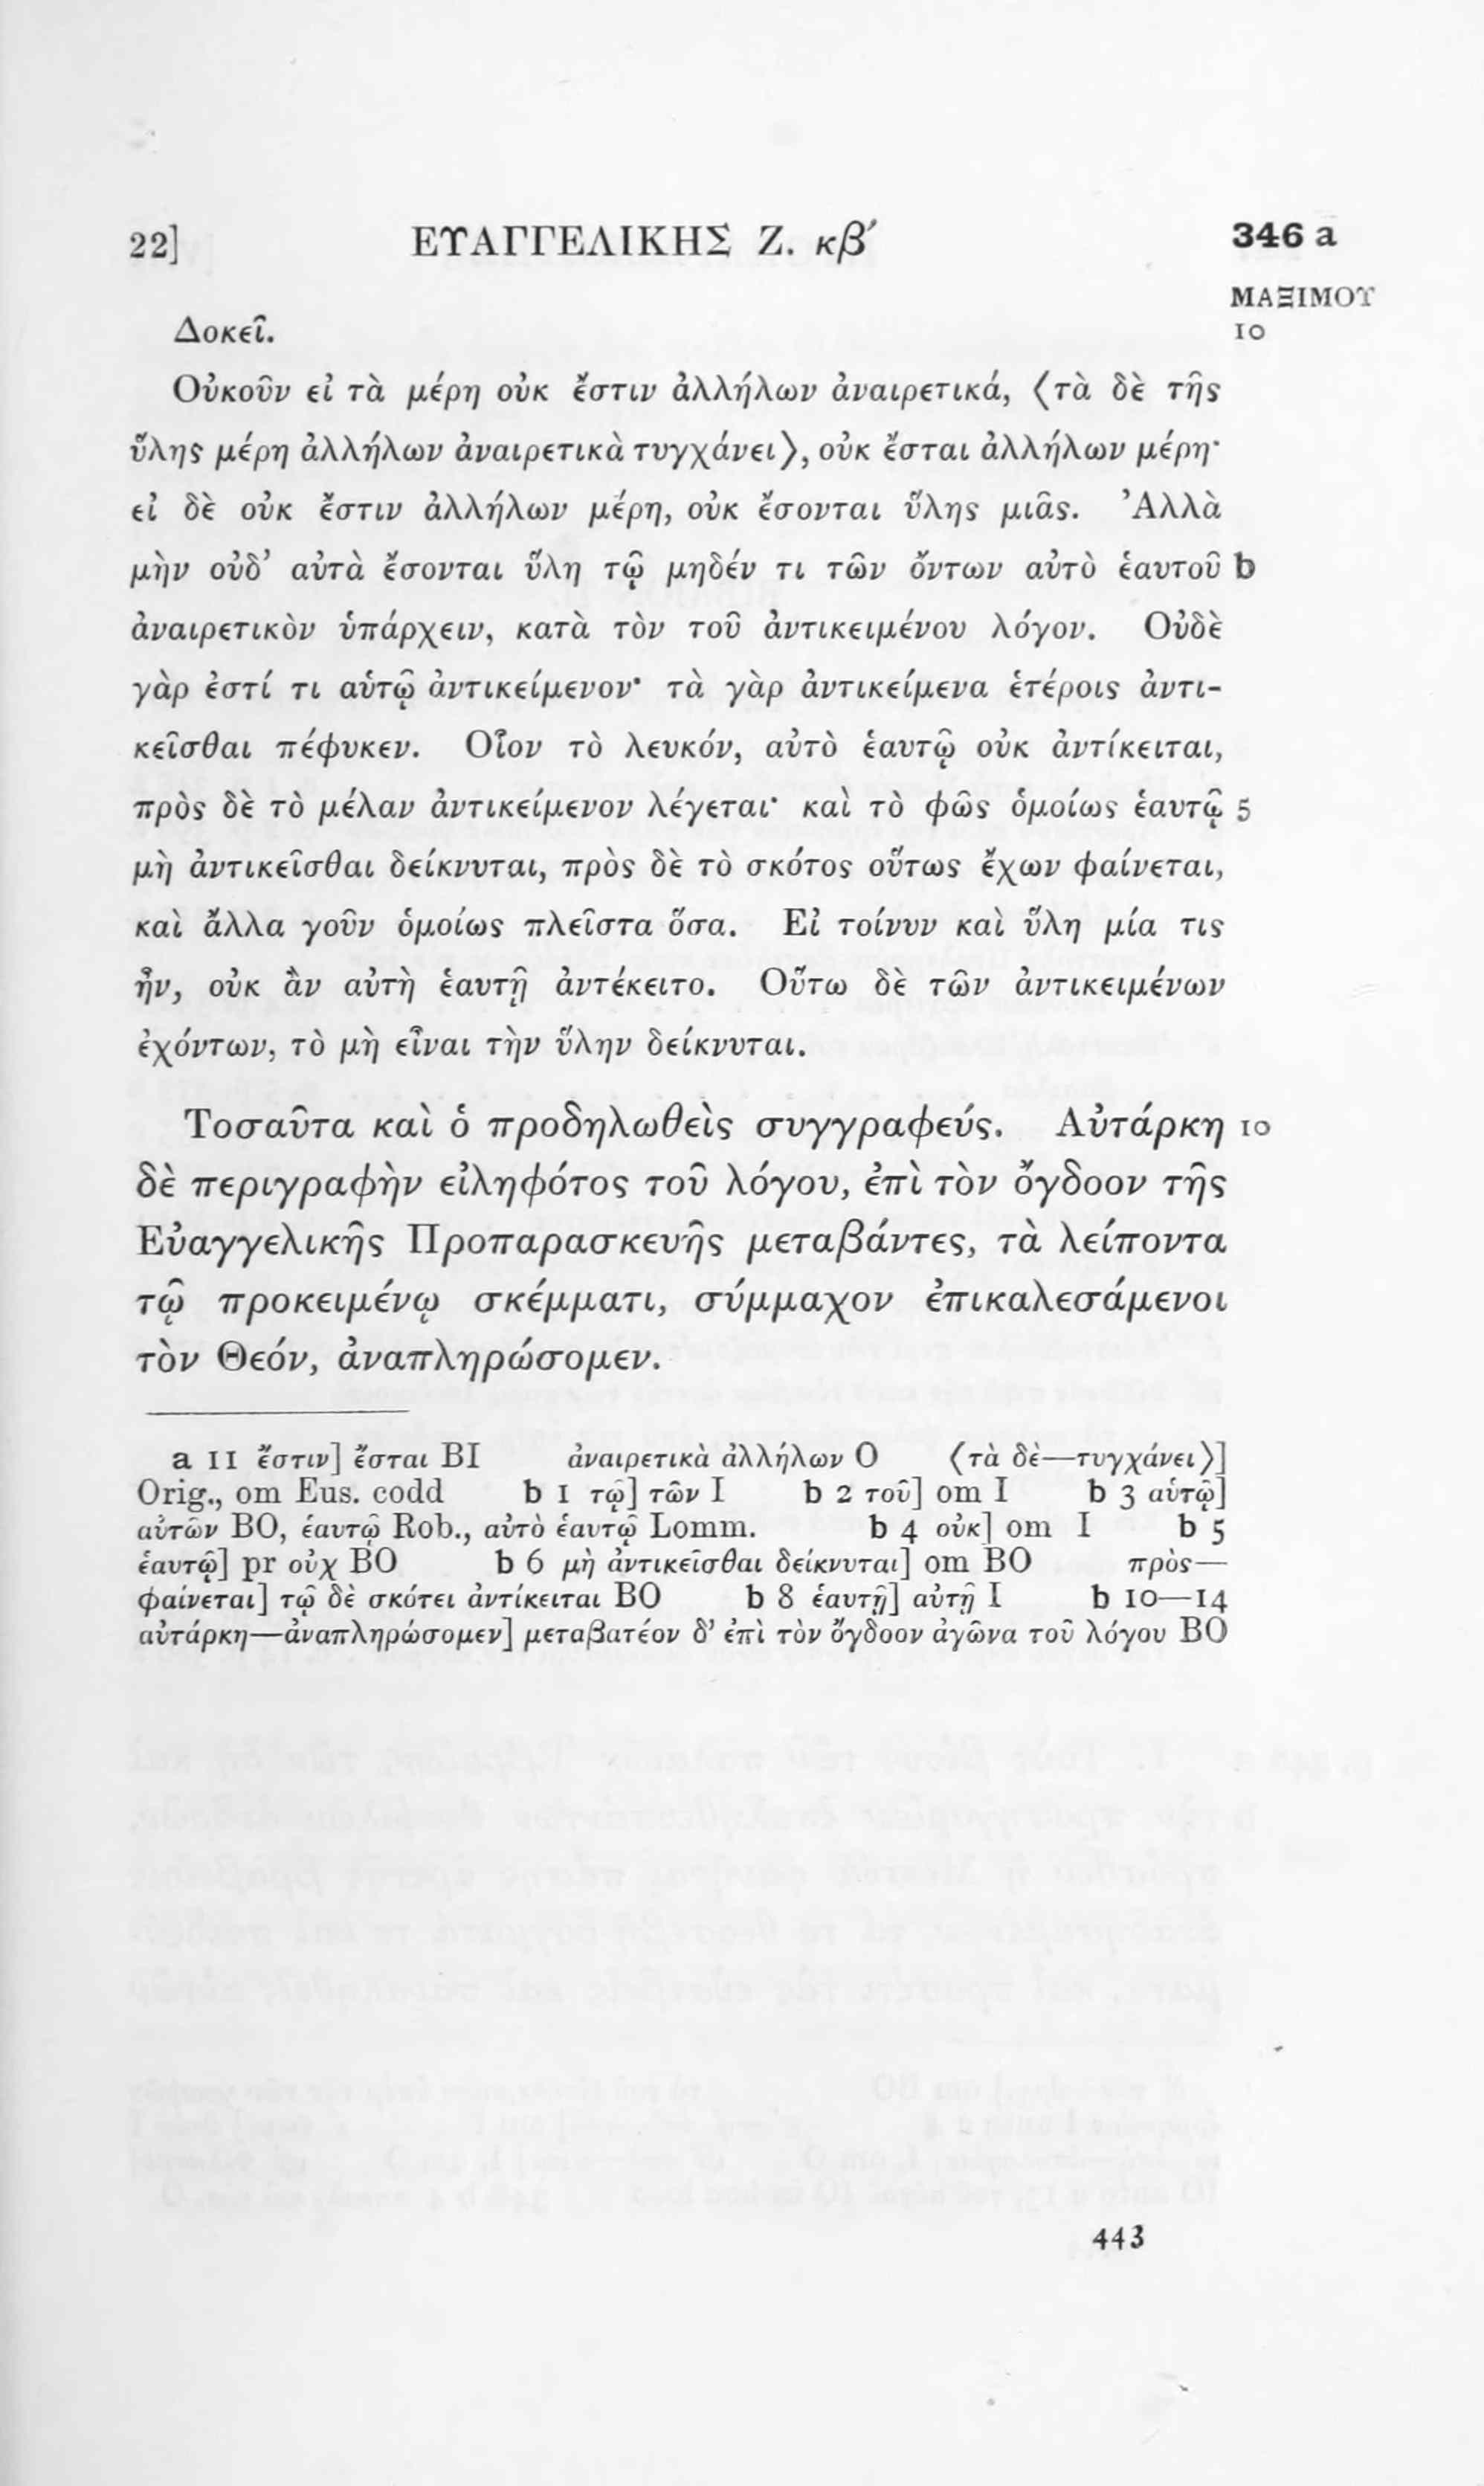 22] ΕΥΑΓΓΕΛΙΚΗΣ Ζ. κβ′ 346 a
ΜΑΞΙΜΟΥ
Δοκεῖ. 10
Οὐκοῦν εἰ τὰ μέρη οὐκ ἔστιν ἀλλήλων ἀναιρετικά, ⟨τὰ δὲ τῆς
ὕλης μέρη ἀλλήλων ἀναιρετικὰ τυγχάνει⟩, οὐκ ἔσται ἀλλήλων μέρη·
εἰ δὲ οὐκ ἔστιν ἀλλήλων μέρη, οὐκ ἔσονται ὕλης μιᾶς. Ἀλλὰ
μὴν οὐδ’ αὐτὰ ἔσονται ὕλη τῷ μηδέν τι τῶν ὄντων αὐτὸ ἑαυτοῦ b
ἀναιρετικὸν ὑπάρχειν, κατὰ τὸν τοῦ ἀντικειμένου λόγον. Οὐδὲ
γὰρ ἐστί τι αὑτῷ ἀντικείμενον· τὰ γὰρ ἀντικείμενα ἑτέροις ἀντι-
κεῖσθαι πέφυκεν. Οἷον τὸ λευκόν, αὐτὸ ἑαυτῷ οὐκ ἀντίκειται,
πρὸς δὲ τὸ μέλαν ἀντικείμενον λέγεται· καὶ τὸ φῶς ὁμοίως ἑαυτῷ 5
μὴ ἀντικεῖσθαι δείκνυται, πρὸς δὲ τὸ σκότος οὕτως ἔχων φαίνεται,
καὶ ἄλλα γοῦν ὁμοίως πλεῖστα ὅσα. Εἰ τοίνυν καὶ ὕλη μία τις
ἦν, οὐκ ἂν αὐτὴ ἑαυτῇ ἀντέκειτο. Οὕτω δὲ τῶν ἀντικειμένων
ἐχόντων, τὸ μὴ εἶναι τὴν ὕλην δείκνυται.
Τοσαῦτα καὶ ὁ προδηλωθεὶς συγγραφεύς. Αὐτάρκη 10
δὲ περιγραφὴν εἰληφότος τοῦ λόγου, ἐπὶ τὸν ὄγδοον τῆς
Εὐαγγελικῆς Προπαρασκευῆς μεταβάντες, τὰ λείποντα
τῷ προκειμένῳ σκέμματι, σύμμαχον ἐπικαλεσάμενοι
τὸν Θεόν, ἀναπληρώσομεν.
a 11 ἔστιν] ἔσται BI ἀναιρετικὰ ἀλλήλων O ⟨τὰ δὲ—τυγχάνει⟩]
Orig., om Eus. codd b 1 τῷ] τῶν I b 2 τοῦ] om I b 3 αὑτῷ]
αὐτῶν BO, ἑαυτῷ Rob., αὐτὸ ἑαυτῷ Lomm. b 4 οὐκ] om I b 5
ἑαυτῷ] pr οὐχ BO b 6 μὴ ἀντικεῖσθαι δείκνυται] om BO πρὸς—
φαίνεται] τῷ δὲ σκότει ἀντίκειται BO b 8 ἑαυτῇ] αὐτῇ I b 10—14
αὐτάρκη—ἀναπληρώσομεν] μεταβατέον δ’ ἐπὶ τὸν ὄγδοον ἀγῶνα τοῦ λόγου BO
443